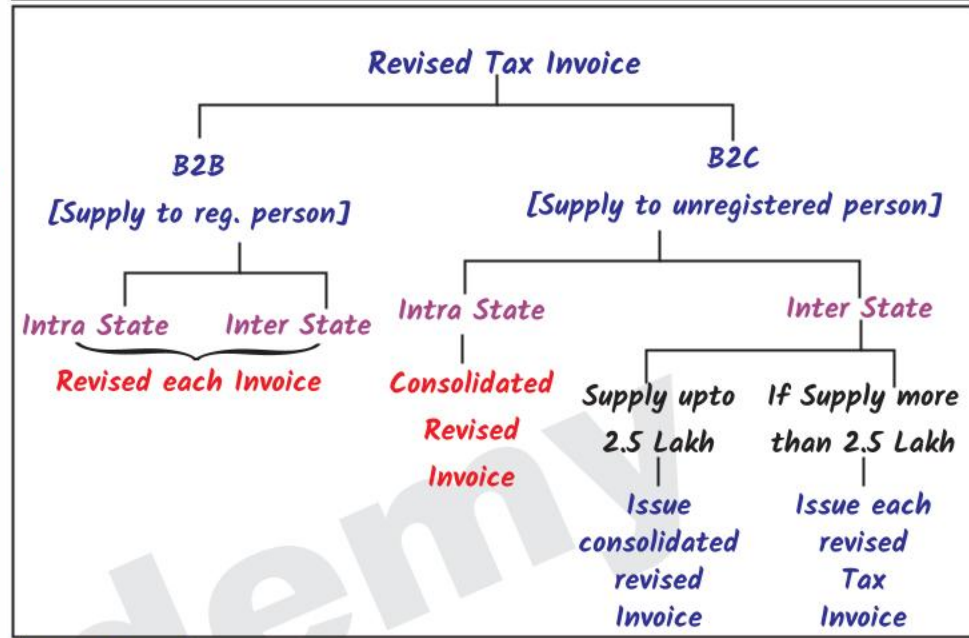 Revised Tax Invoice
B2B
[Supply to reg. person]
B2C
[Supply to unregistered person]
Intra State
Inter State
Revised each Invoice
Intra State
Consolidated
Revised
Invoice
Inter State
Supply upto
2.5 Lakh
Issue
consolidated
revised
Invoice
If Supply more
than 2.5 Lakh
Issue each
revised
Tax
Invoice
demy